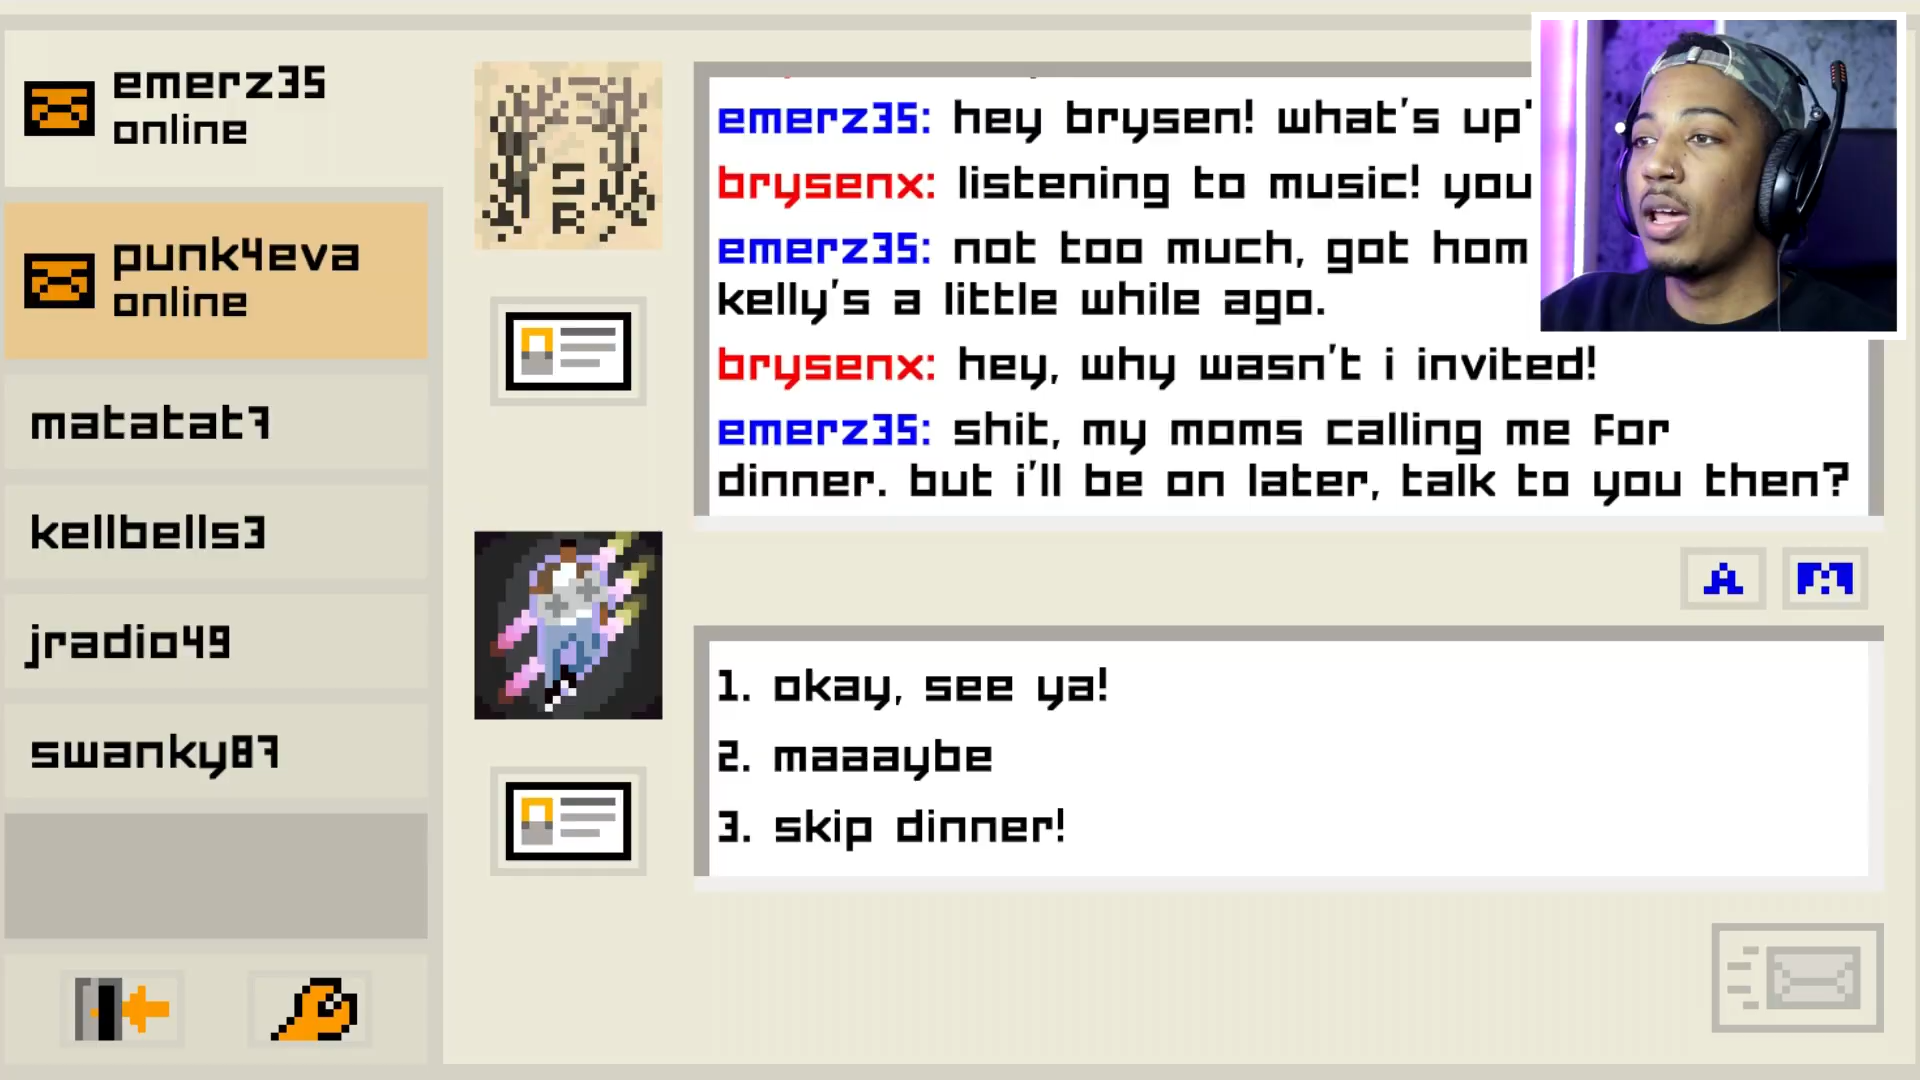 emerz35
online
punk4eva
online
matatat7
kellbells3
jradio49
swanky87
emerz35: hey brysen! what's up
brysenx: listening to music! you
emerz35: not too much, got hom
kelly's a little while ago.
brysenx: hey, why wasn't i invited!
emerz35: shit, my moms calling me for
dinner. but i'll be on later, talk to you then?
A
1. okay, see ya!
2. maaaybe
3. skip dinner!